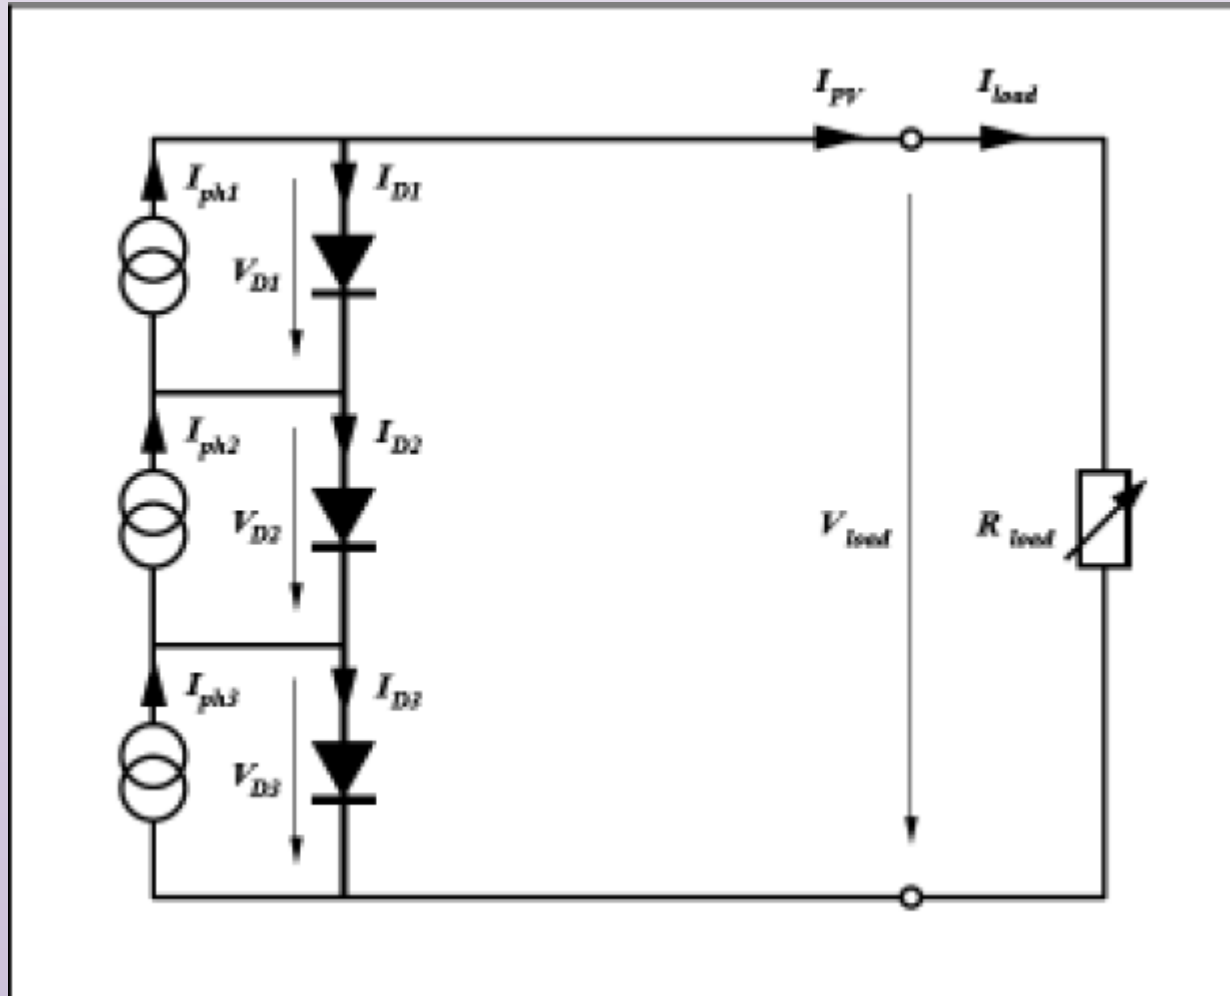 I_PV I_load
I_ph1 I_D1
V_D1
I_ph2 I_D2
V_D2 V_load R_load
I_ph3 I_D3
V_D3